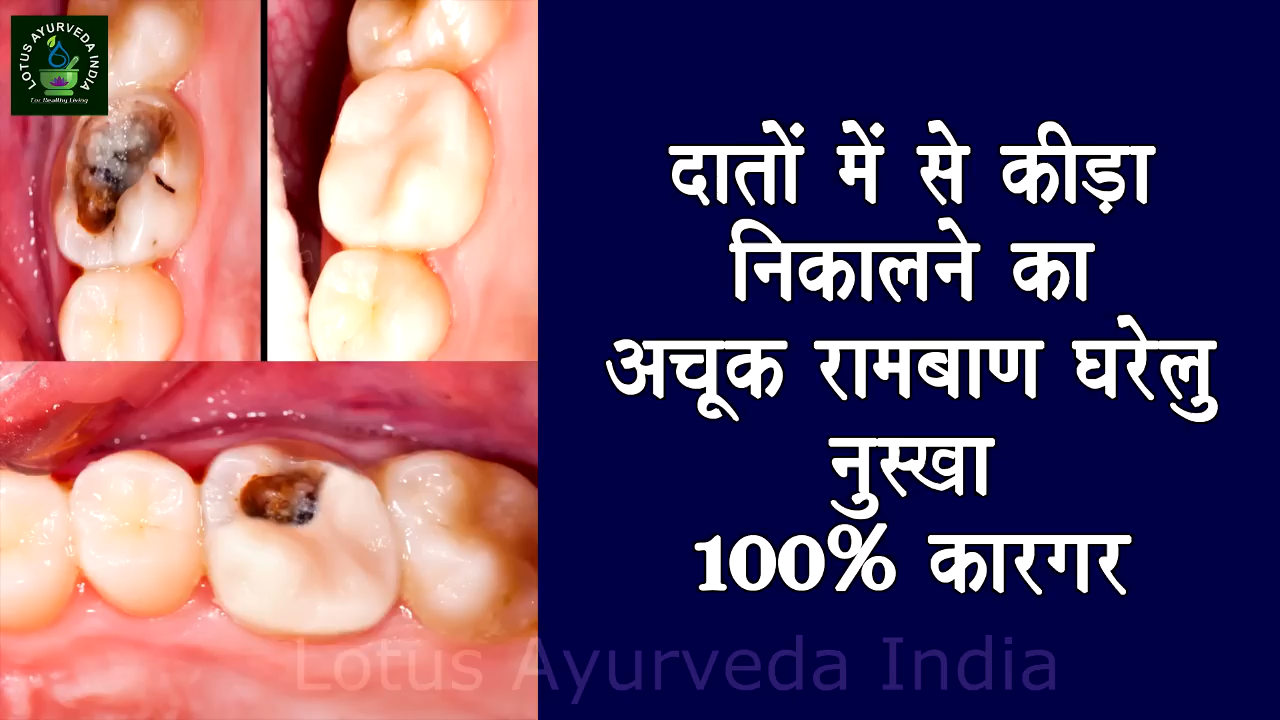 LOTUS AYURVEDA INDIA
For Healthy Living
दातों में से कीड़ा
निकालने का
अचूक रामबाण घरेलु
नुस्खा
100% कारगर
Lotus Ayurveda India